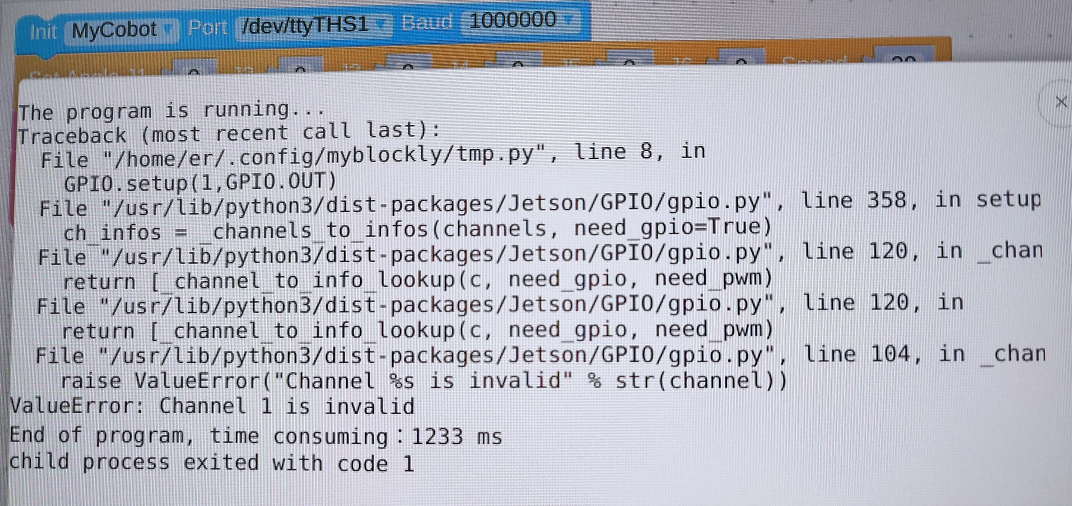 Init MyCobot Port /dev/ttyTHS1 Baud 1000000
The program is running...
Traceback (most recent call last):
File "/home/er/.config/myblockly/tmp.py", line 8, in
GPIO.setup(1,GPIO.OUT)
File "/usr/lib/python3/dist-packages/Jetson/GPIO/gpio.py", line 358, in setup
ch_infos = _channels_to_infos(channels, need_gpio=True)
File "/usr/lib/python3/dist-packages/Jetson/GPIO/gpio.py", line 120, in _chan
return [_channel_to_info_lookup(c, need_gpio, need_pwm)
File "/usr/lib/python3/dist-packages/Jetson/GPIO/gpio.py", line 120, in
return [_channel_to_info_lookup(c, need_gpio, need_pwm)
File "/usr/lib/python3/dist-packages/Jetson/GPIO/gpio.py", line 104, in _chan
raise ValueError("Channel %s is invalid" % str(channel))
ValueError: Channel 1 is invalid
End of program, time consuming：1233 ms
child process exited with code 1